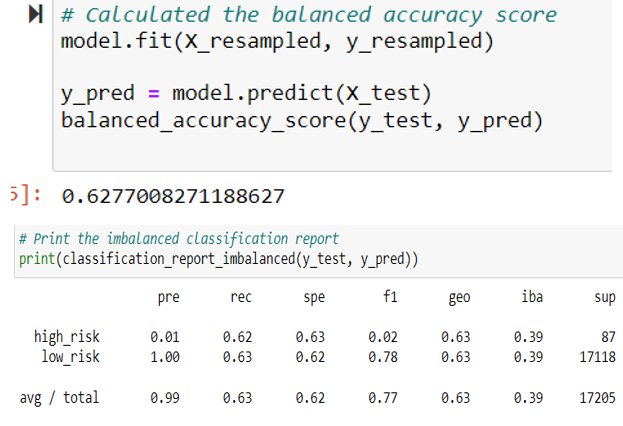 # Calculated the balanced accuracy score
model.fit(X_resampled, y_resampled)
y_pred = model.predict(X_test)
balanced_accuracy_score(y_test, y_pred)
5]: 0.6277008271188627
# Print the imbalanced classification report
print(classification_report_imbalanced(y_test, y_pred))
pre rec spe f1 geo iba sup
high_risk 0.01 0.62 0.63 0.02 0.63 0.39 87
low_risk 1.00 0.63 0.62 0.78 0.63 0.39 17118
avg / total 0.99 0.63 0.62 0.77 0.63 0.39 17205